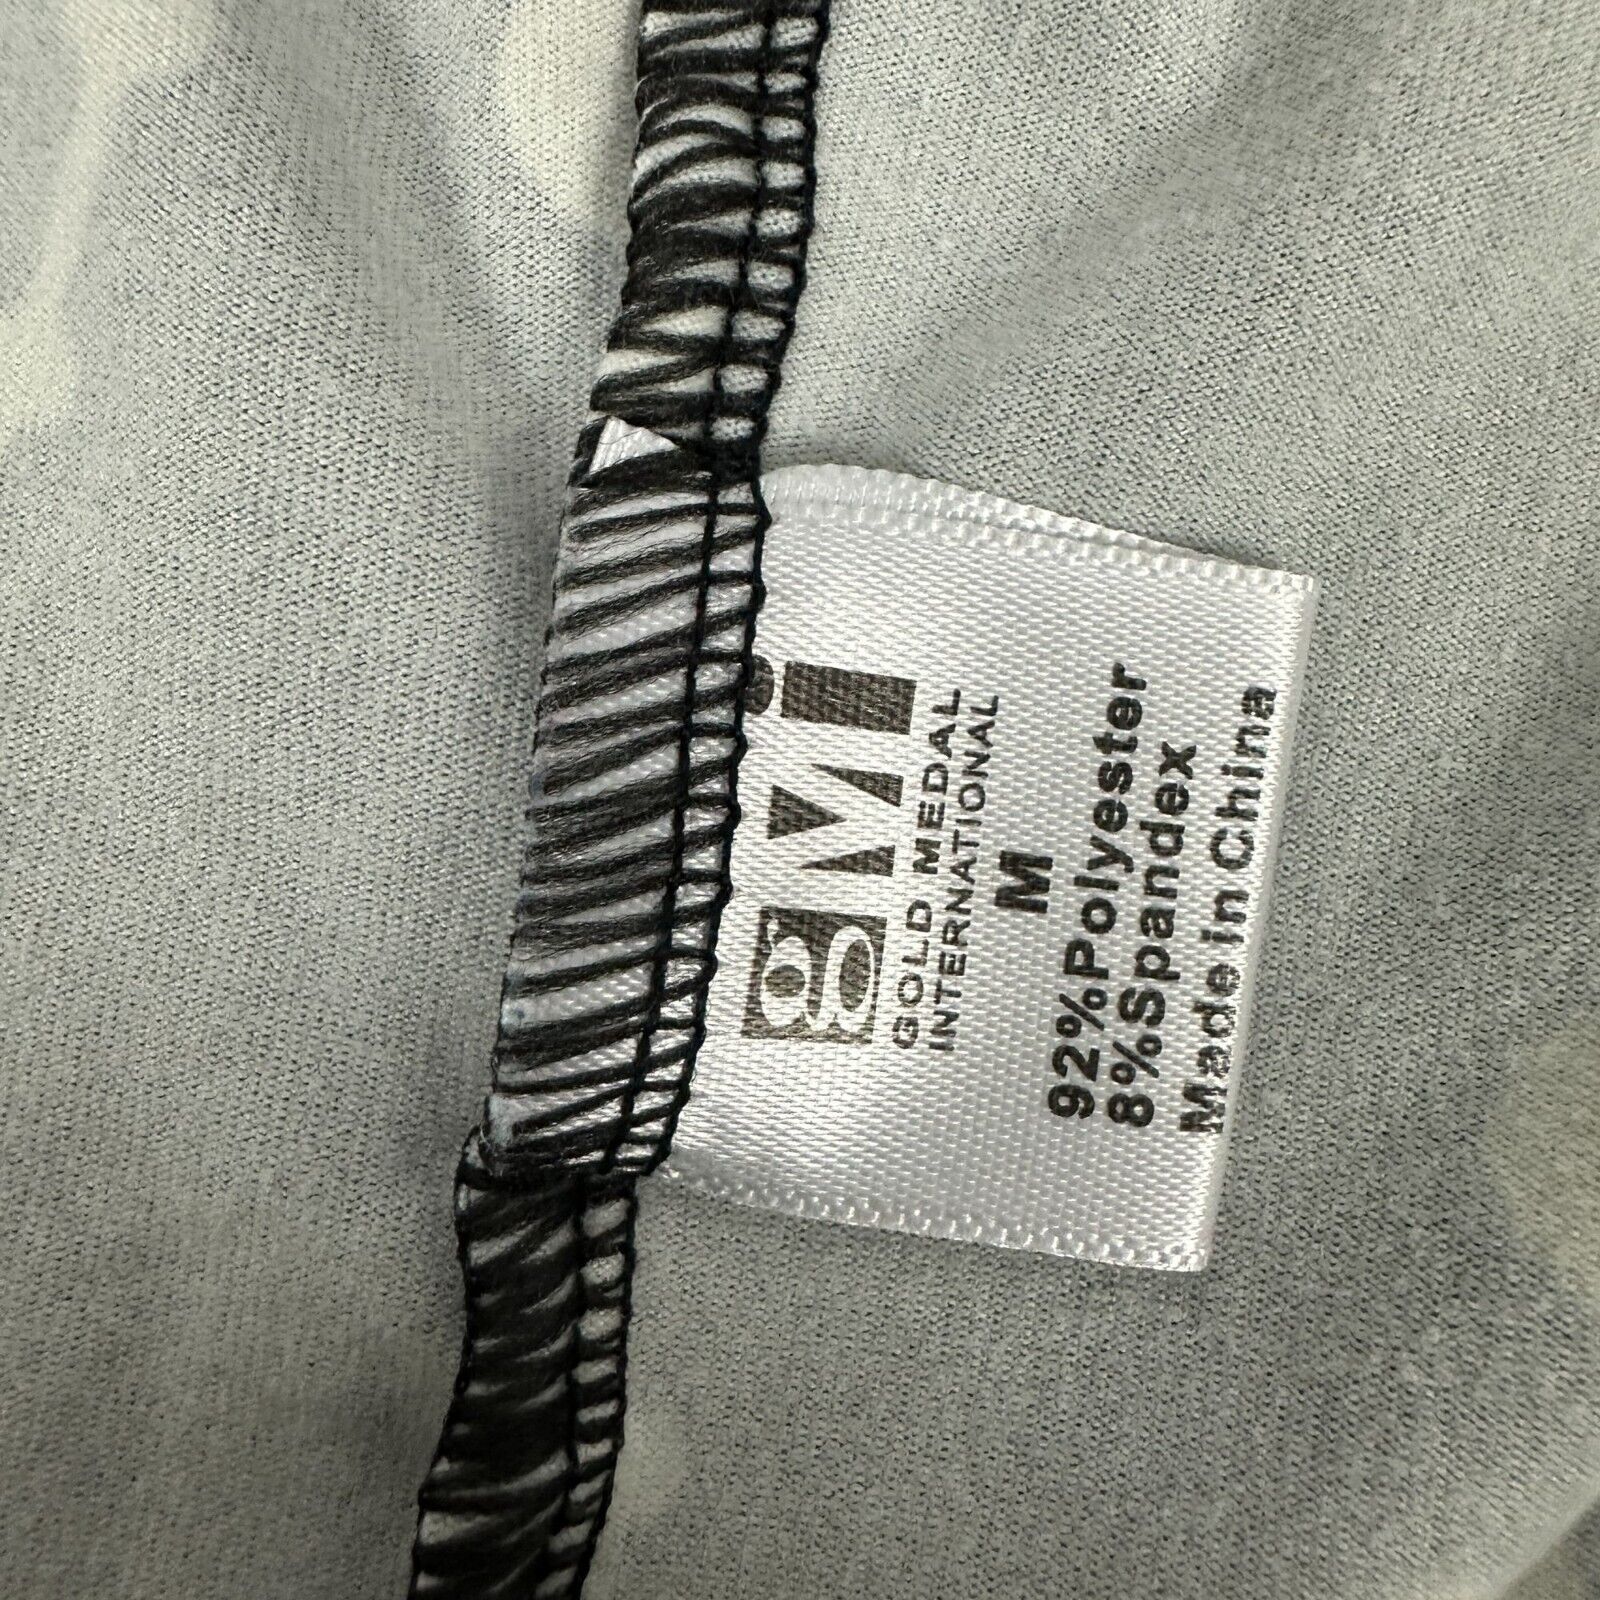 gMi
GOLD MEDAL
INTERNATIONAL
M
92%Polyester
8%Spandex
Made in China